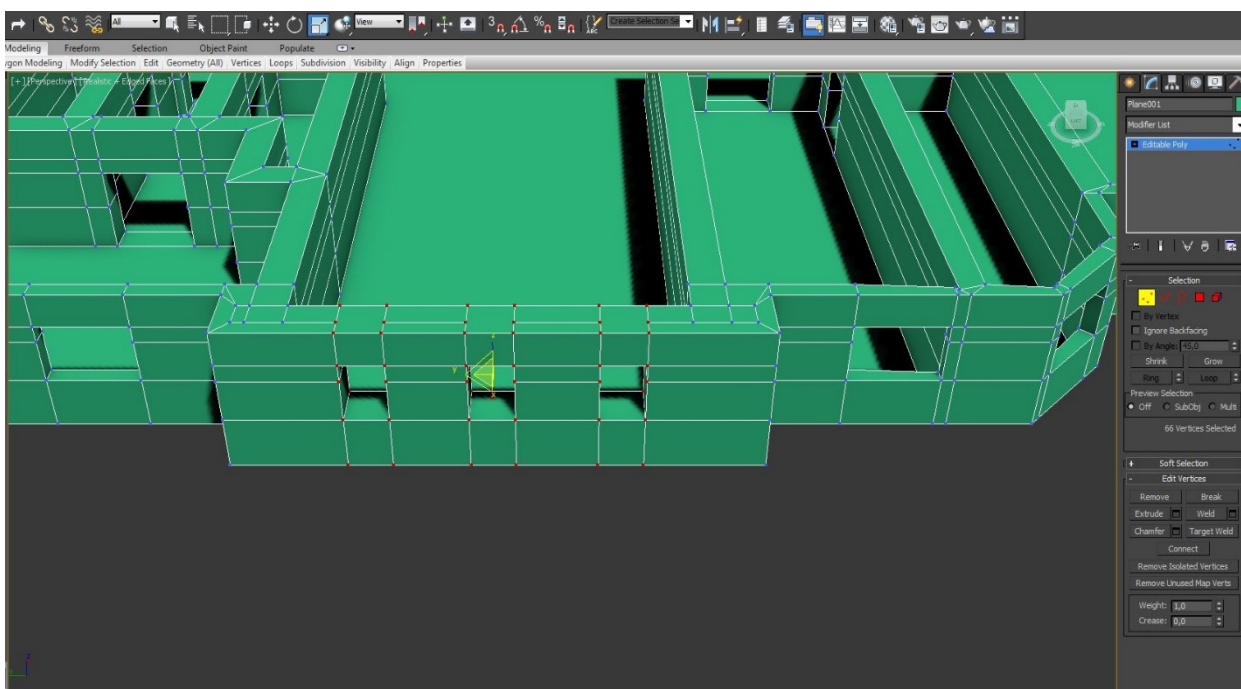 All
View
3
Create Selection Se
Modeling Freeform Selection Object Paint Populate
ygon Modeling Modify Selection Edit Geometry (All) Vertices Loops Subdivision Visibility Align Properties
[+] [Perspective] [Realistic + Edged Faces]
Plane001
Modifier List
Editable Poly
- Selection
By Vertex
Ignore Backfacing
By Angle: 45,0
Shrink Grow
Ring Loop
Preview Selection
Off SubObj Multi
66 Vertices Selected
+ Soft Selection
- Edit Vertices
Remove Break
Extrude Weld
Chamfer Target Weld
Connect
Remove Isolated Vertices
Remove Unused Map Verts
Weight: 1,0
Crease: 0,0
y
x
z